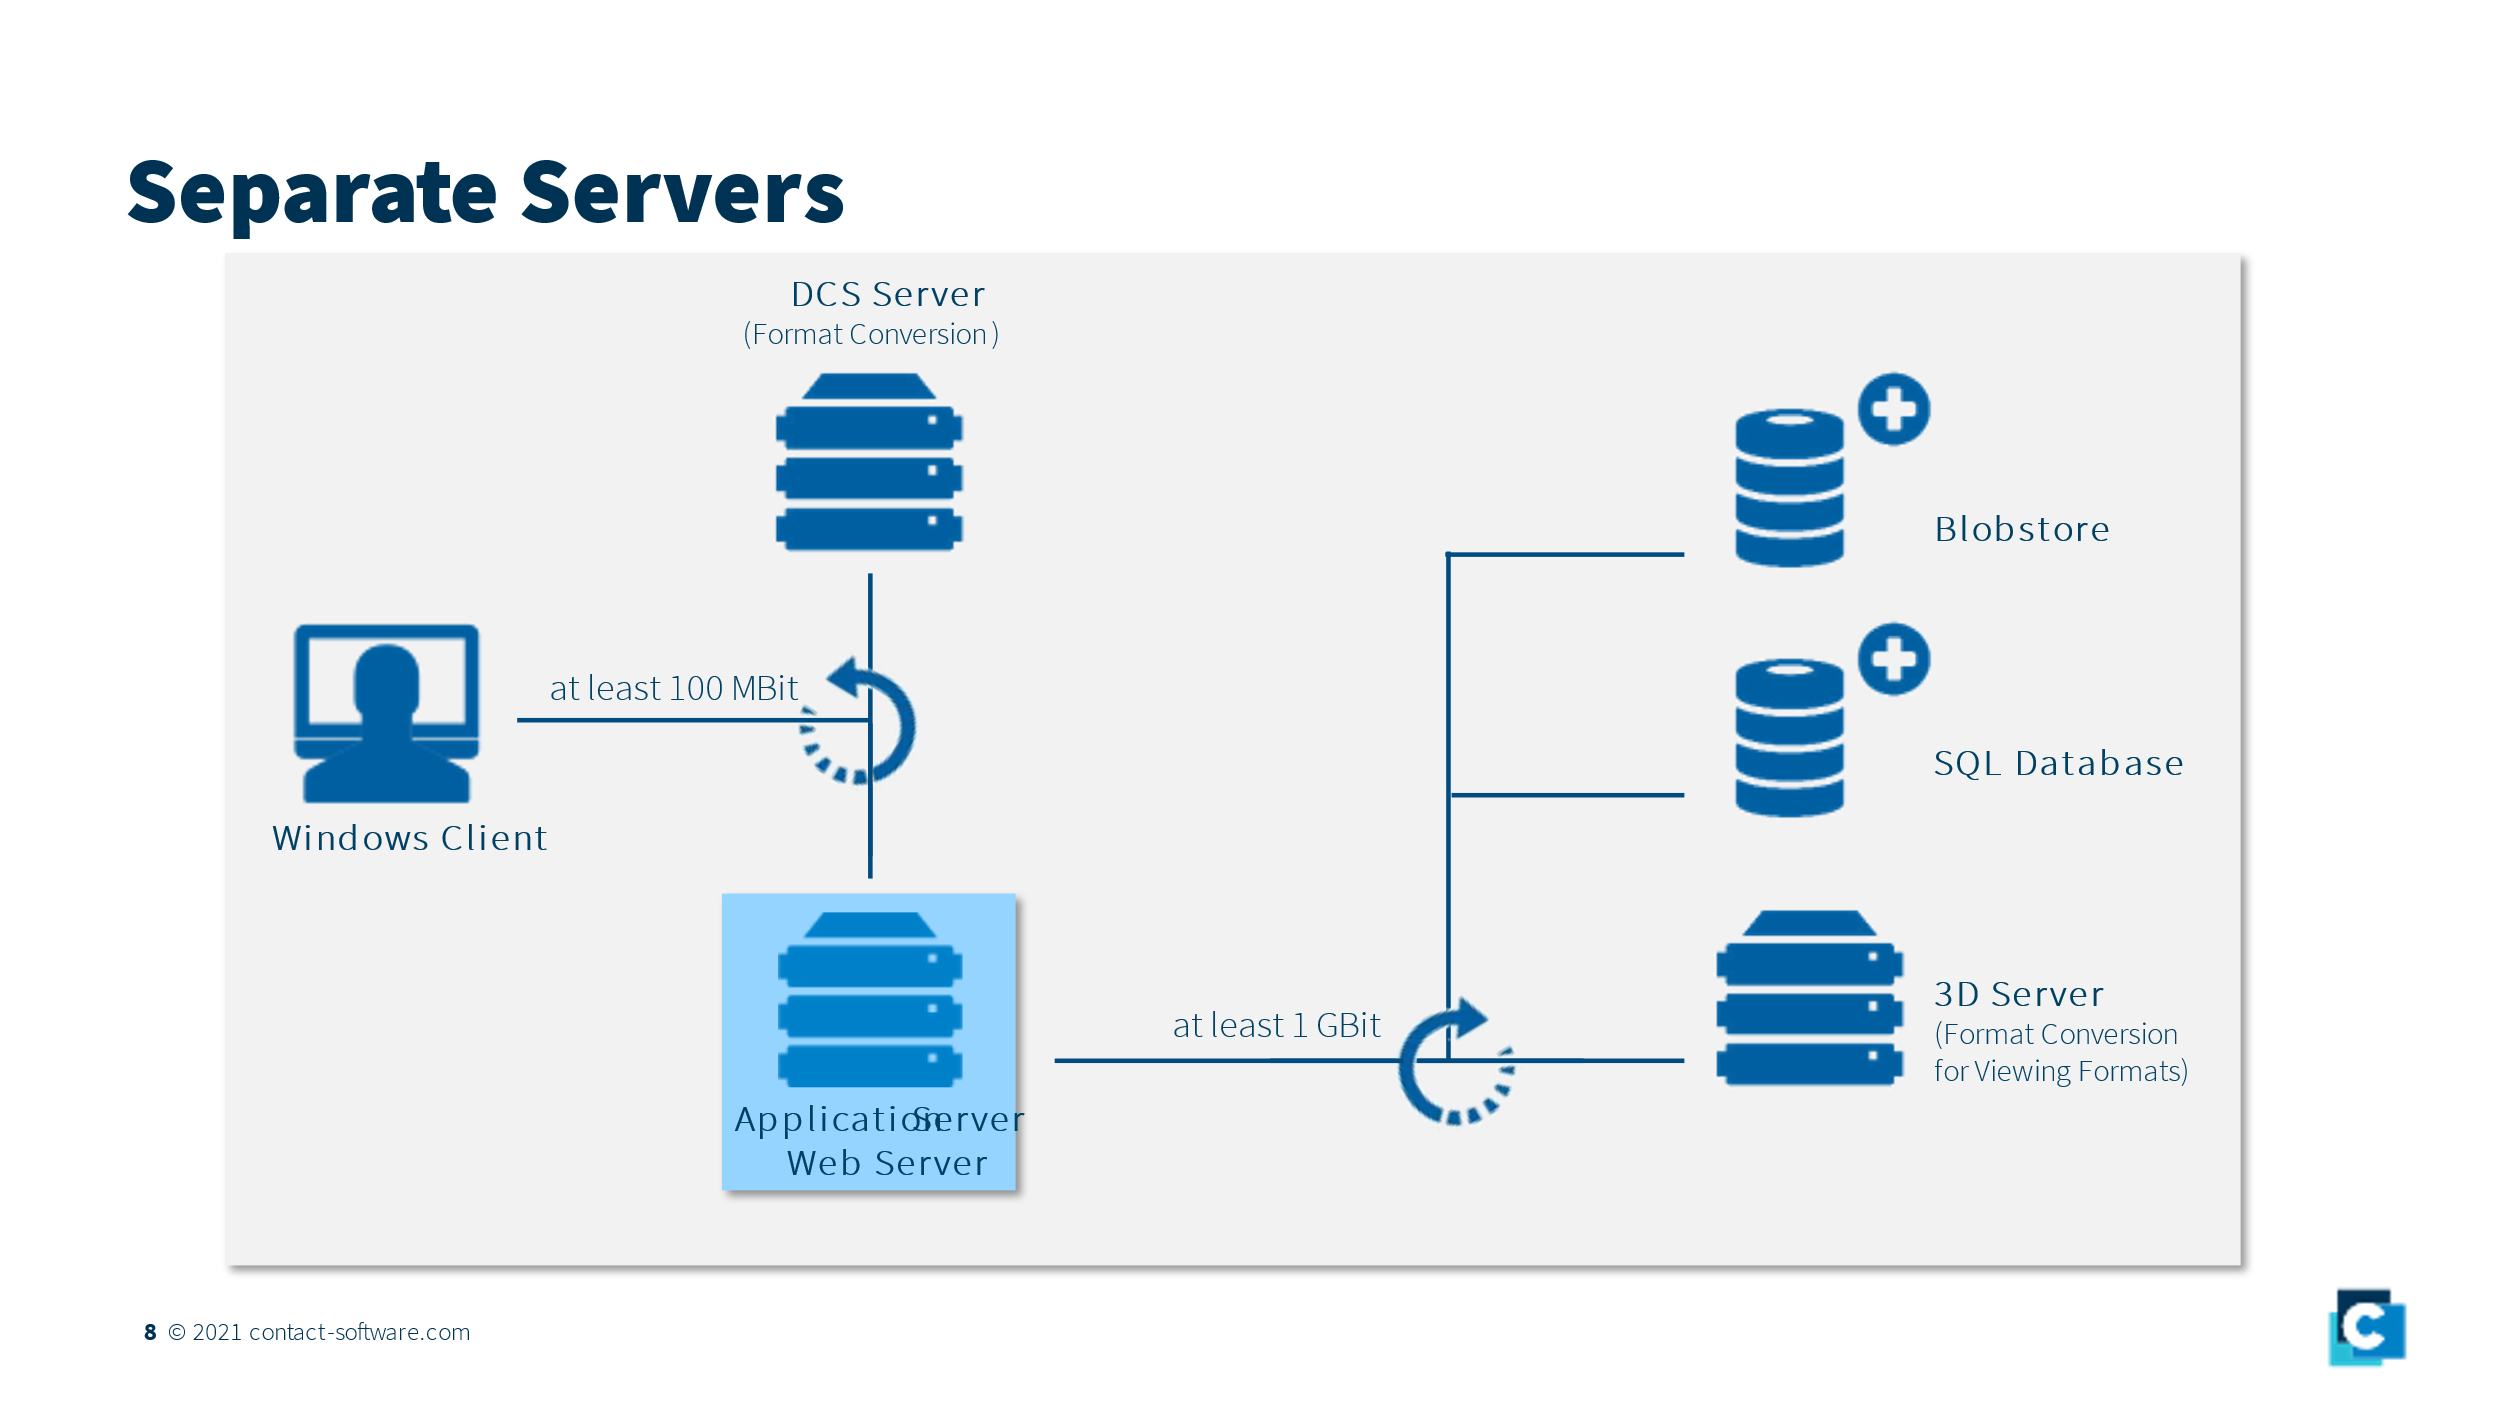 Separate Servers
DCS Server
(Format Conversion)
at least 100 MBit
Windows Client
Application Server
Web Server
at least 1 GBit
Blobstore
SQL Database
3D Server
(Format Conversion
for Viewing Formats)
8 © 2021 contact-software.com
C